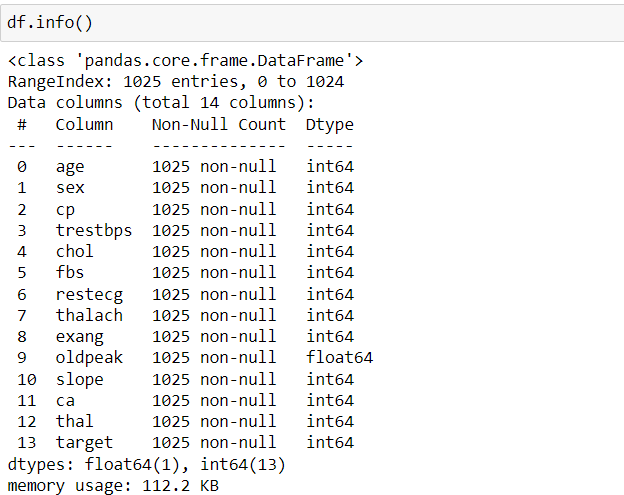 df.info()
<class 'pandas.core.frame.DataFrame'>
RangeIndex: 1025 entries, 0 to 1024
Data columns (total 14 columns):
 #   Column    Non-Null Count  Dtype
---  ------    --------------  -----
 0   age       1025 non-null   int64
 1   sex       1025 non-null   int64
 2   cp        1025 non-null   int64
 3   trestbps  1025 non-null   int64
 4   chol      1025 non-null   int64
 5   fbs       1025 non-null   int64
 6   restecg   1025 non-null   int64
 7   thalach   1025 non-null   int64
 8   exang     1025 non-null   int64
 9   oldpeak   1025 non-null   float64
 10  slope     1025 non-null   int64
 11  ca        1025 non-null   int64
 12  thal      1025 non-null   int64
 13  target    1025 non-null   int64
dtypes: float64(1), int64(13)
memory usage: 112.2 KB